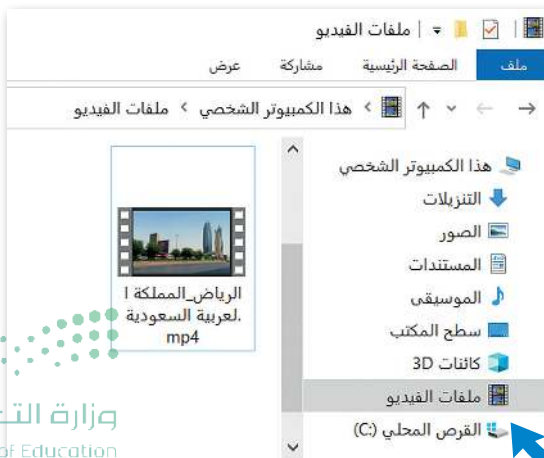 ملفات الفيديو
ملف الصفحة الرئيسية مشاركة عرض
هذا الكمبيوتر الشخصي > ملفات الفيديو
هذا الكمبيوتر الشخصي
التنزيلات
الصور
المستندات
الموسيقى
سطح المكتب
كائنات 3D
ملفات الفيديو
القرص المحلي (C:)
الرياض_المملكة ا
لعربية السعودية.
mp4
وزارة التـ
of Education